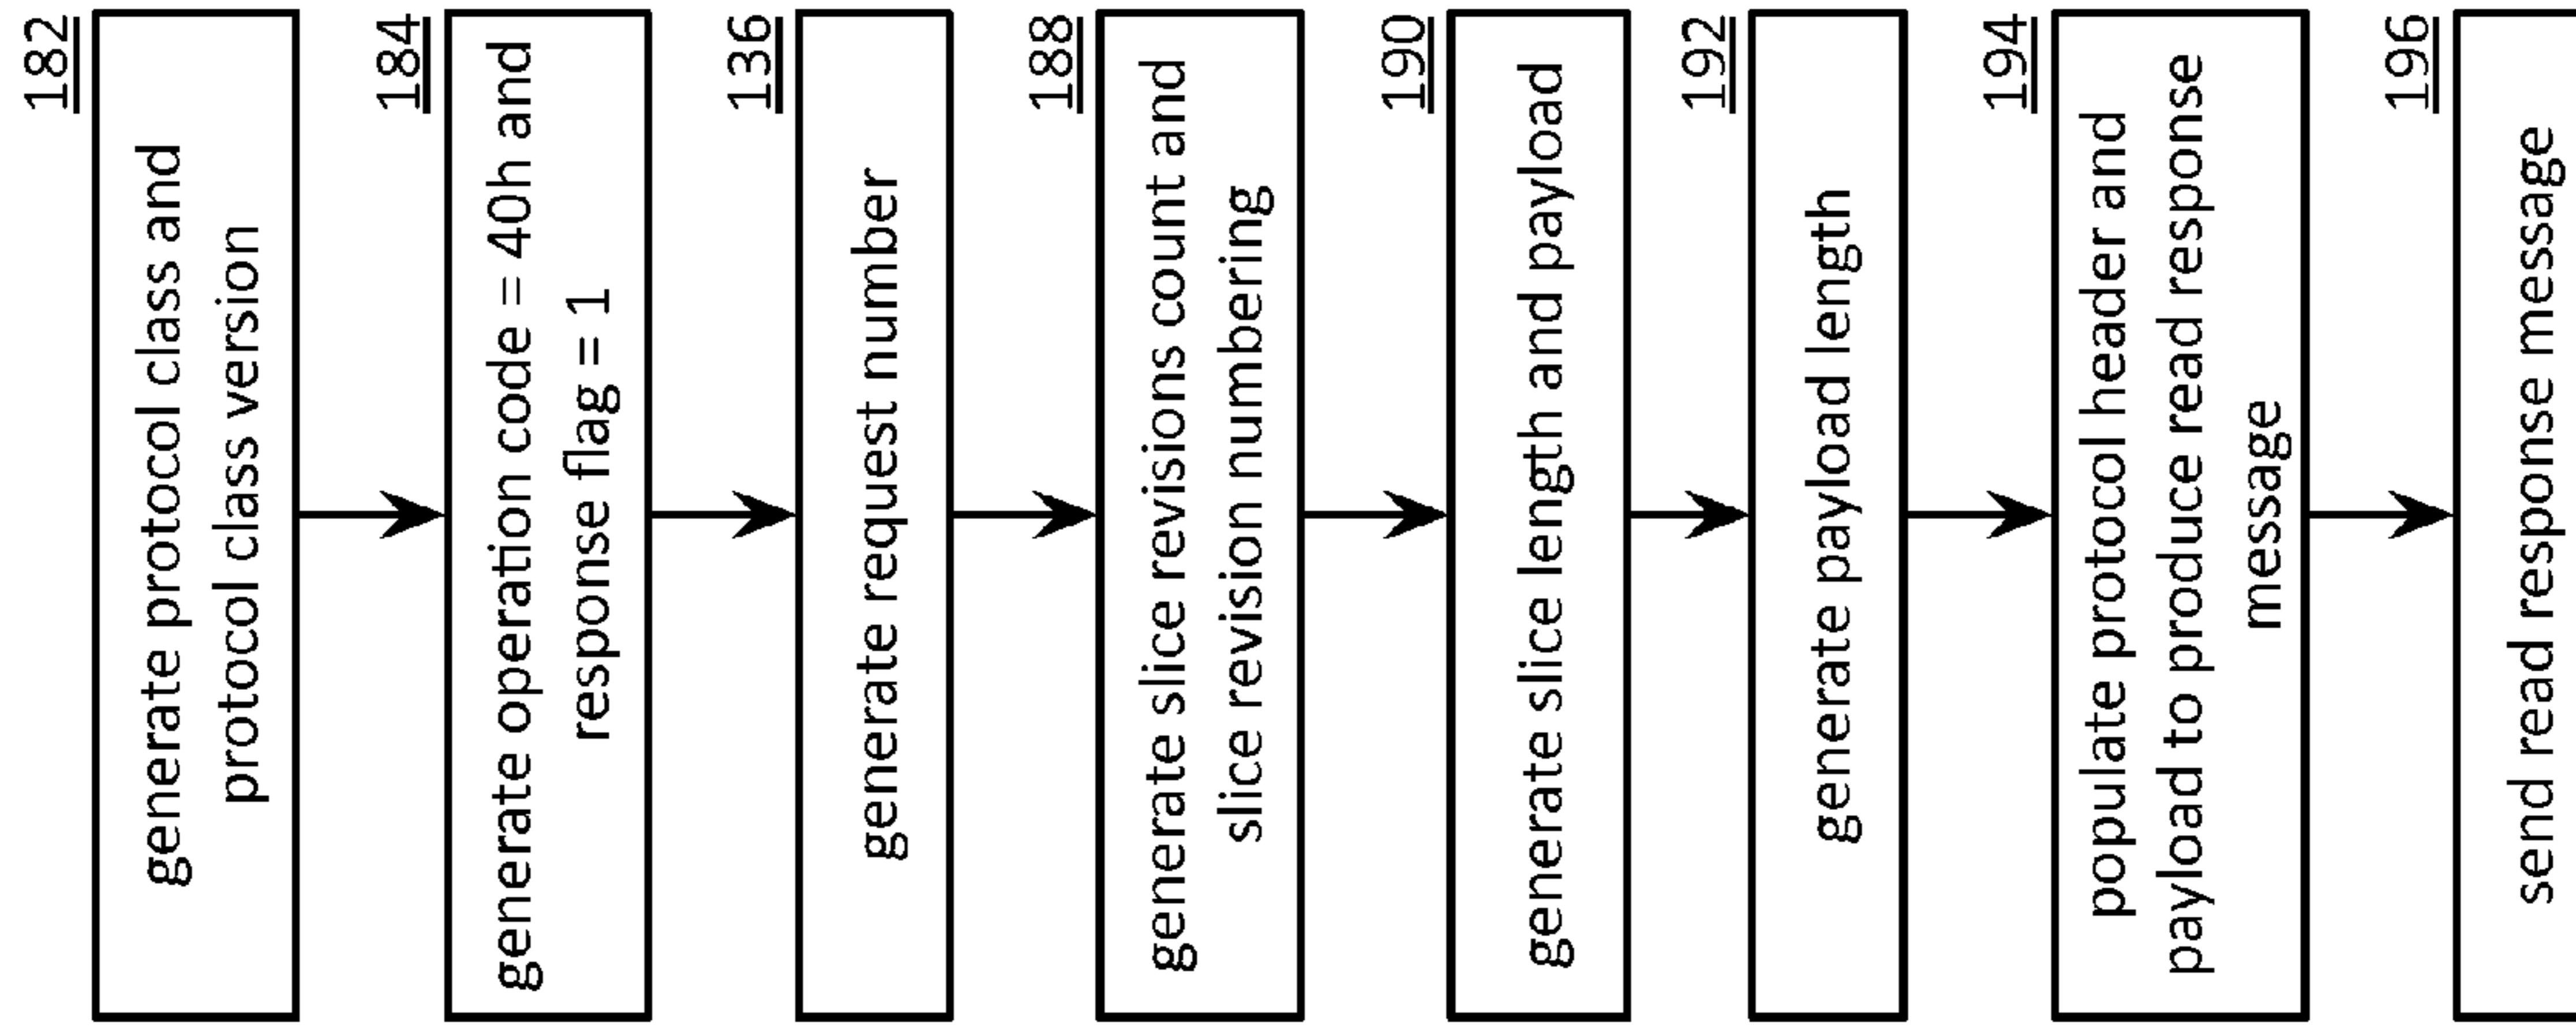 182
generate protocol class and
protocol class version
184
generate operation code = 40h and
response flag = 1
136
generate request number
188
generate slice revisions count and
slice revision numbering
190
generate slice length and payload
192
generate payload length
194
populate protocol header and
payload to produce read response
message
196
send read response message